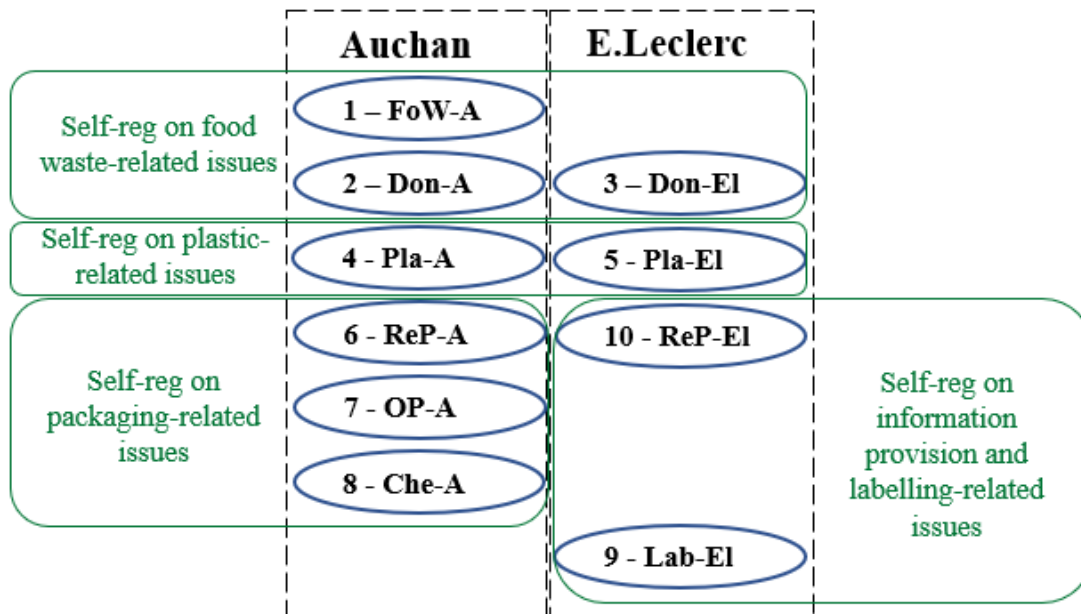 Auchan
E.Leclerc
Self-reg on food
waste-related issues
1 – FoW-A
2 – Don-A
3 – Don-El
Self-reg on plastic-
related issues
4 - Pla-A
5 - Pla-El
Self-reg on
packaging-related
issues
6 - ReP-A
7 - OP-A
8 - Che-A
10 - ReP-El
9 - Lab-El
Self-reg on
information
provision and
labelling-related
issues